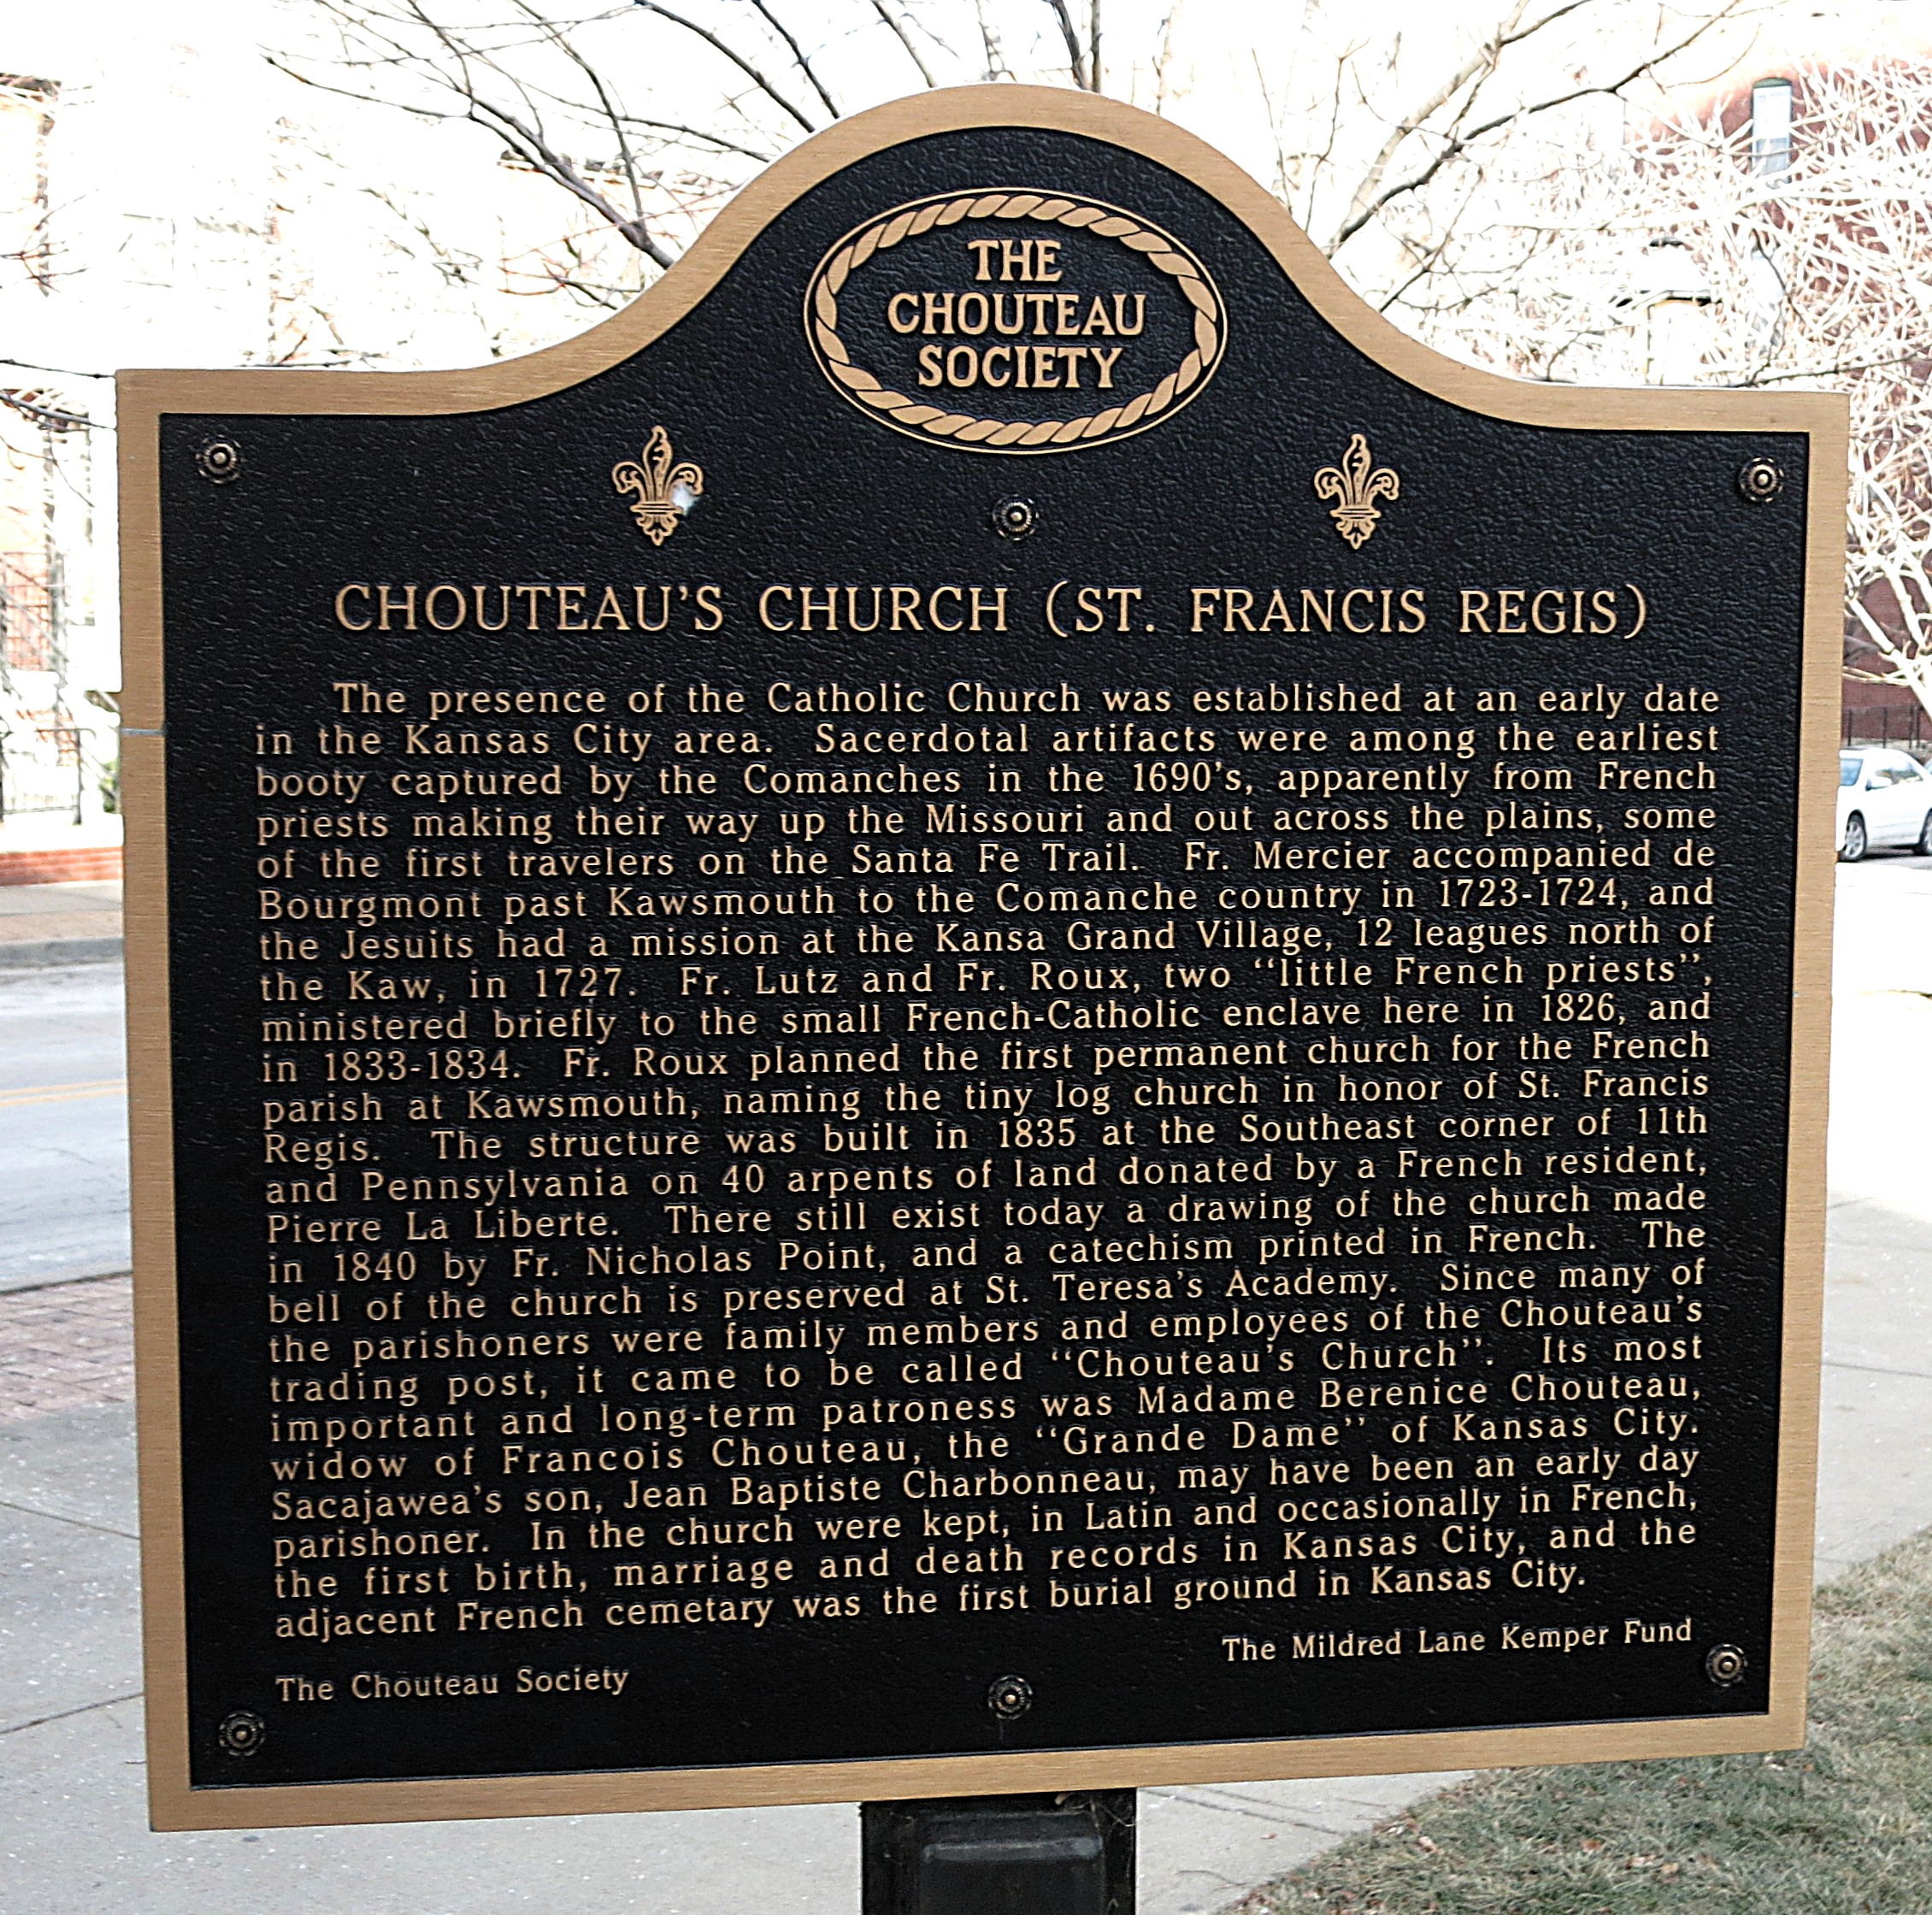 THE
CHOUTEAU
SOCIETY
CHOUTEAU'S CHURCH (ST. FRANCIS REGIS)
The presence of the Catholic Church was established at an early date
in the Kansas City area. Sacerdotal artifacts were among the earliest
booty captured by the Comanches in the 1690's, apparently from French
priests making their way up the Missouri and out across the plains, some
of the first travelers on the Santa Fe Trail. Fr. Mercier accompanied de
Bourgmont past Kawsmouth to the Comanche country in 1723-1724, and
the Jesuits had a mission at the Kansa Grand Village, 12 leagues north of
the Kaw, in 1727. Fr. Lutz and Fr. Roux, two "little French priests",
ministered briefly to the small French-Catholic enclave here in 1826, and
in 1833-1834. Fr. Roux planned the first permanent church for the French
parish at Kawsmouth, naming the tiny log church in honor of St. Francis
Regis. The structure was built in 1835 at the Southeast corner of 11th
and Pennsylvania on 40 arpents of land donated by a French resident,
Pierre La Liberte. There still exist today a drawing of the church made
in 1840 by Fr. Nicholas Point, and a catechism printed in French. The
bell of the church is preserved at St. Teresa's Academy. Since many of
the parishoners were family members and employees of the Chouteau's
trading post, it came to be called "Chouteau's Church". Its most
important and long-term patroness was Madame Berenice Chouteau,
widow of Francois Chouteau, the "Grande Dame" of Kansas City.
Sacajawea's son, Jean Baptiste Charbonneau, may have been an early day
parishoner. In the church were kept, in Latin and occasionally in French,
the first birth, marriage and death records in Kansas City, and the
adjacent French cemetary was the first burial ground in Kansas City.
The Mildred Lane Kemper Fund
The Chouteau Society